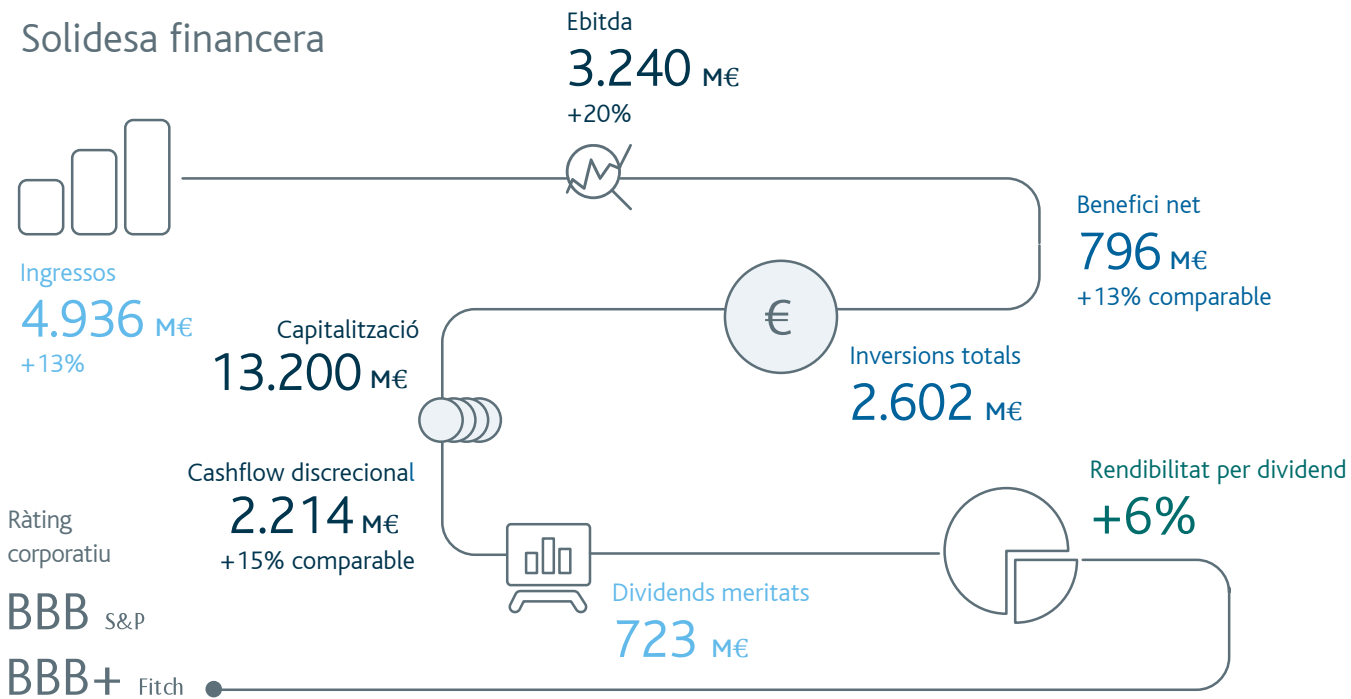 Solidesa financera
Ebitda
3.240 M€
+20%
Ingressos
4.936 M€
+13%
Benefici net
796 M€
+13% comparable
€
Inversions totals
2.602 M€
Capitalització
13.200 M€
Cashflow discrecional
2.214 M€
+15% comparable
Dividends meritats
723 M€
Rendibilitat per dividend
+6%
Ràting
corporatiu
BBB S&P
BBB+ Fitch